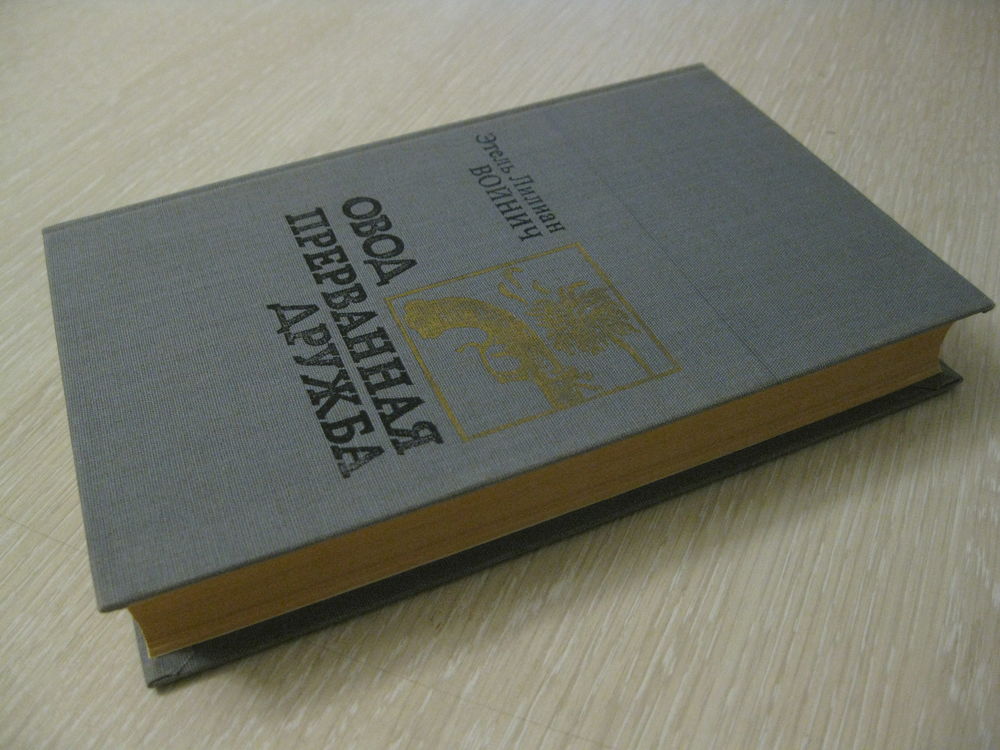 Этель Лилиан
ВОЙНИЧ
ОВОД
ПРЕРВАННАЯ
ДРУЖБА